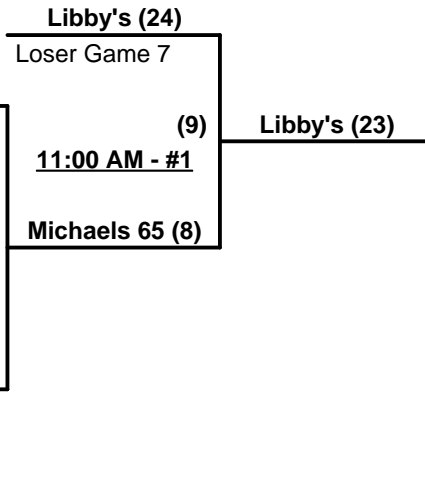 Libby's (24)
Loser Game 7
(9)
Libby's (23)
11:00 AM - #1
Michaels 65 (8)